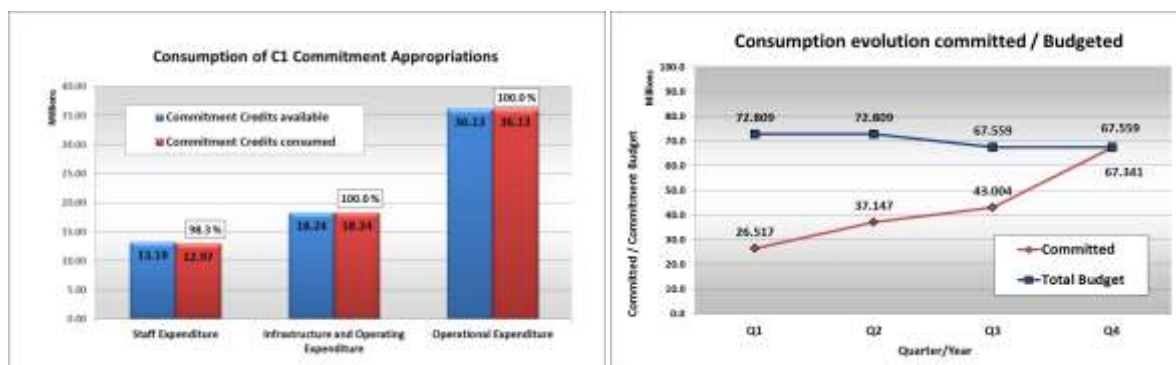 Consumption of C1 Commitment Appropriations
Millions
40.00
35.00
30.00
25.00
20.00
15.00
10.00
5.00
0.00
Commitment Credits available
Commitment Credits consumed
98.3 %
100.0 %
100.0 %
13.19
12.97
18.24
18.24
36.13
36.13
Staff Expenditure
Infrastructure and Operating
Expenditure
Operational Expenditure
Consumption evolution committed / Budgeted
Committed / Commitment Budget
Millions
100.0
90.0
80.0
70.0
60.0
50.0
40.0
30.0
20.0
10.0
0.0
72.809
72.809
67.559
67.559
67.341
43.004
37.147
26.517
Committed
Total Budget
Q1
Q2
Q3
Q4
Quarter/Year